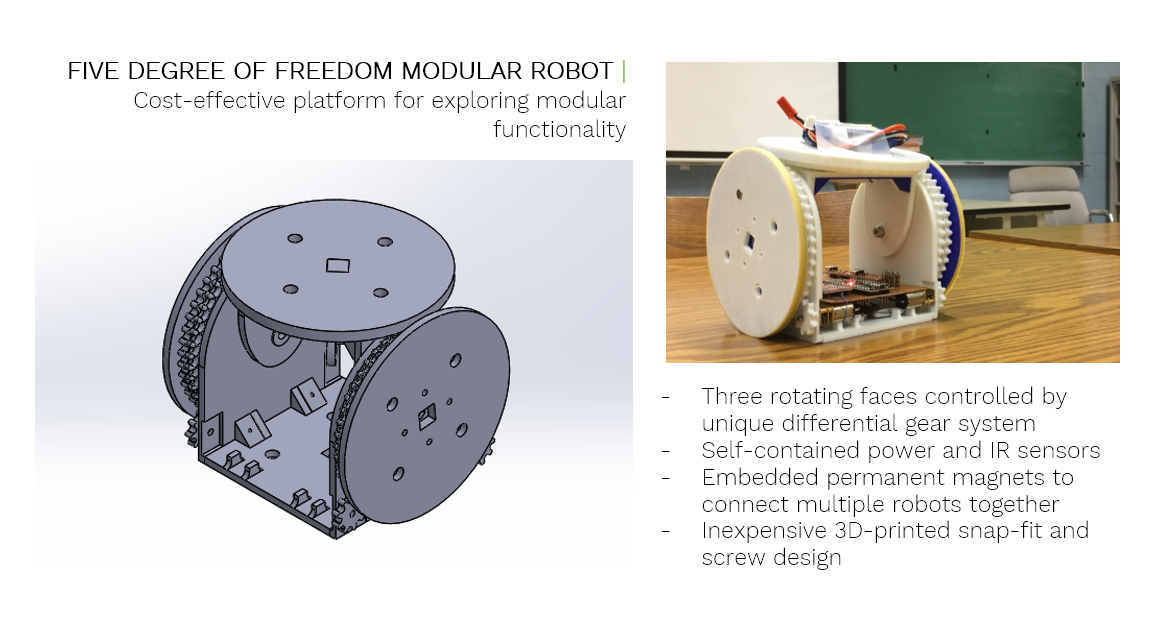 FIVE DEGREE OF FREEDOM MODULAR ROBOT |
Cost-effective platform for exploring modular
functionality
- Three rotating faces controlled by
unique differential gear system
- Self-contained power and IR sensors
- Embedded permanent magnets to
connect multiple robots together
- Inexpensive 3D-printed snap-fit and
screw design